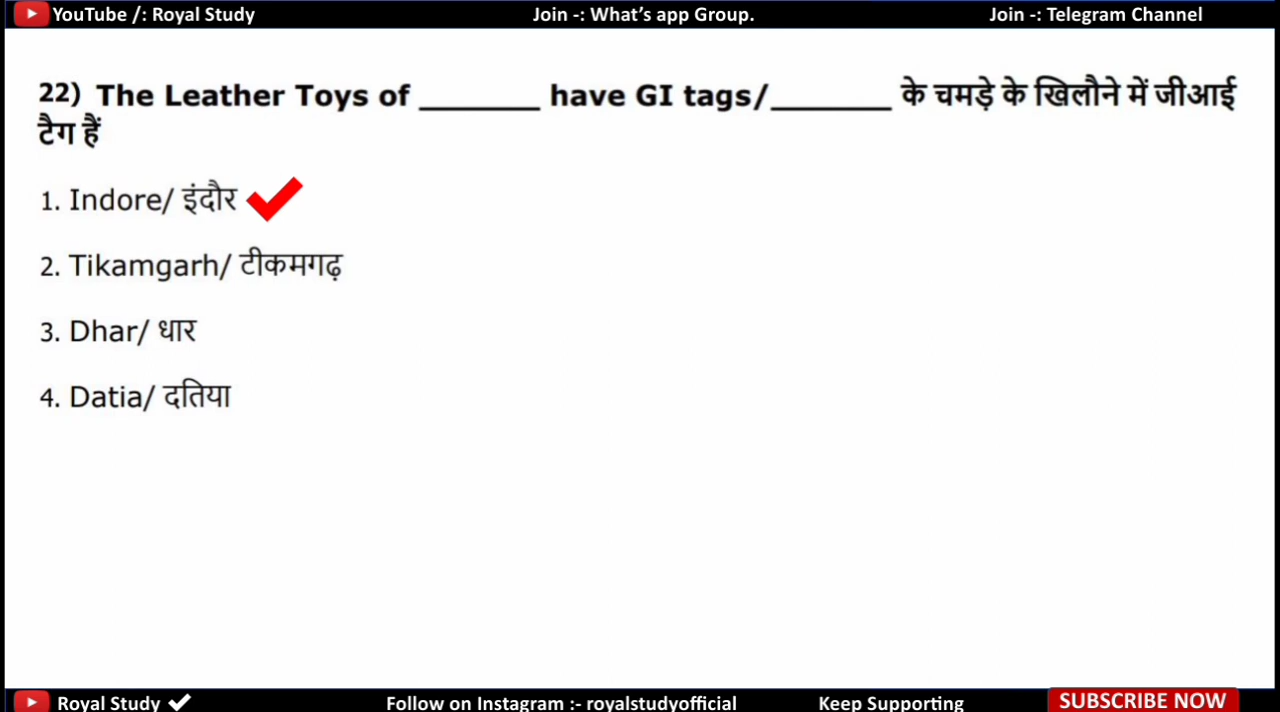 YouTube /: Royal Study Join -: What's app Group. Join -: Telegram Channel
22) The Leather Toys of _______ have GI tags/_______ के चमड़े के खिलौने में जीआई
टैग हैं
1. Indore/ इंदौर
2. Tikamgarh/ टीकमगढ़
3. Dhar/ धार
4. Datia/ दतिया
Royal Study Follow on Instagram :- royalstudyofficial Keep Supporting SUBSCRIBE NOW